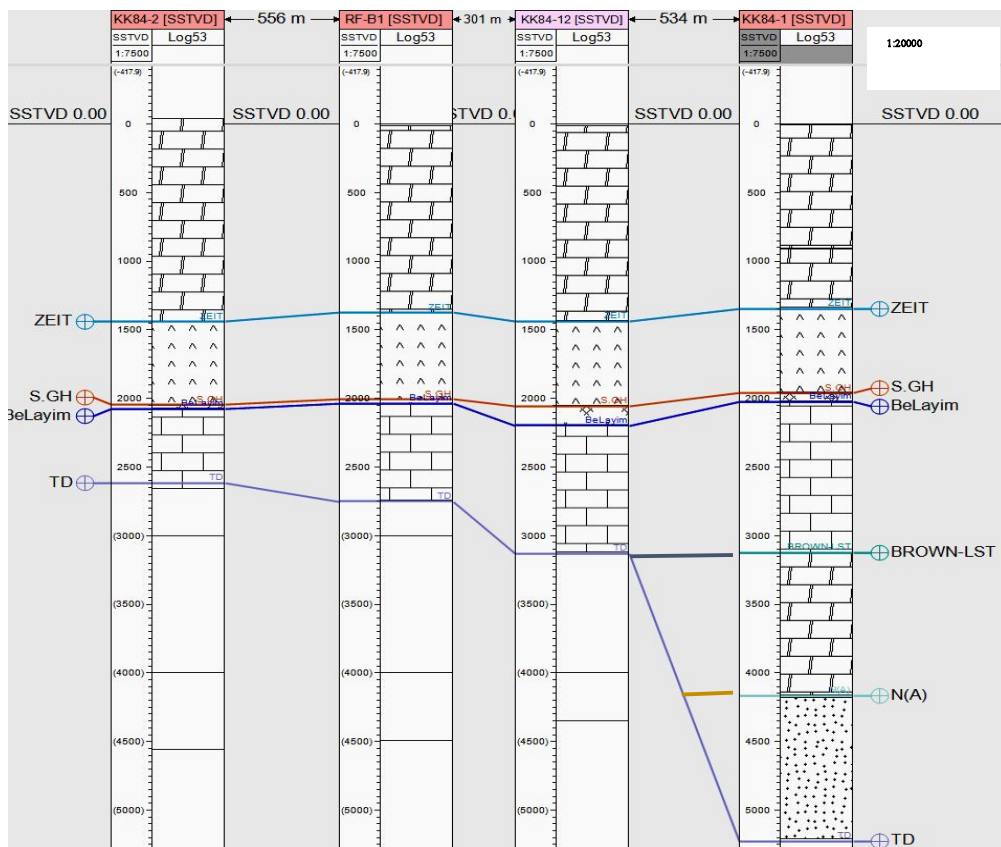 KK84-2 [SSTVD] 556 m RF-B1 [SSTVD] 301 m KK84-12 [SSTVD] 534 m KK84-1 [SSTVD]
SSTVD Log53 SSTVD Log53 SSTVD Log53 SSTVD Log53
1:7500 1:7500 1:7500 1:7500
1:20000
(-417.9) (-417.9) (-417.9) (-417.9)
SSTVD 0.00 SSTVD 0.00 SSTVD 0.00 SSTVD 0.00
0 0 0 0
500 500 500 500
1000 1000 1000 1000
ZEIT ZEIT ZEIT ZEIT ZEIT ZEIT
1500 1500 1500 1500
S.GH S.GH S.GH S.GH S.GH S.GH
2000 2000 2000 2000
BeLayim BeLayim BeLayim BeLayim BeLayim
2500 2500 2500 2500
TD TD TD TD
(3000) (3000) (3000) 3000
BROWN-LST BROWN-LST
(3500) (3500) (3500) 3500
(4000) (4000) (4000) 4000
N(A) N(A)
(4500) (4500) (4500) 4500
(5000) (5000) (5000) 5000
TD TD